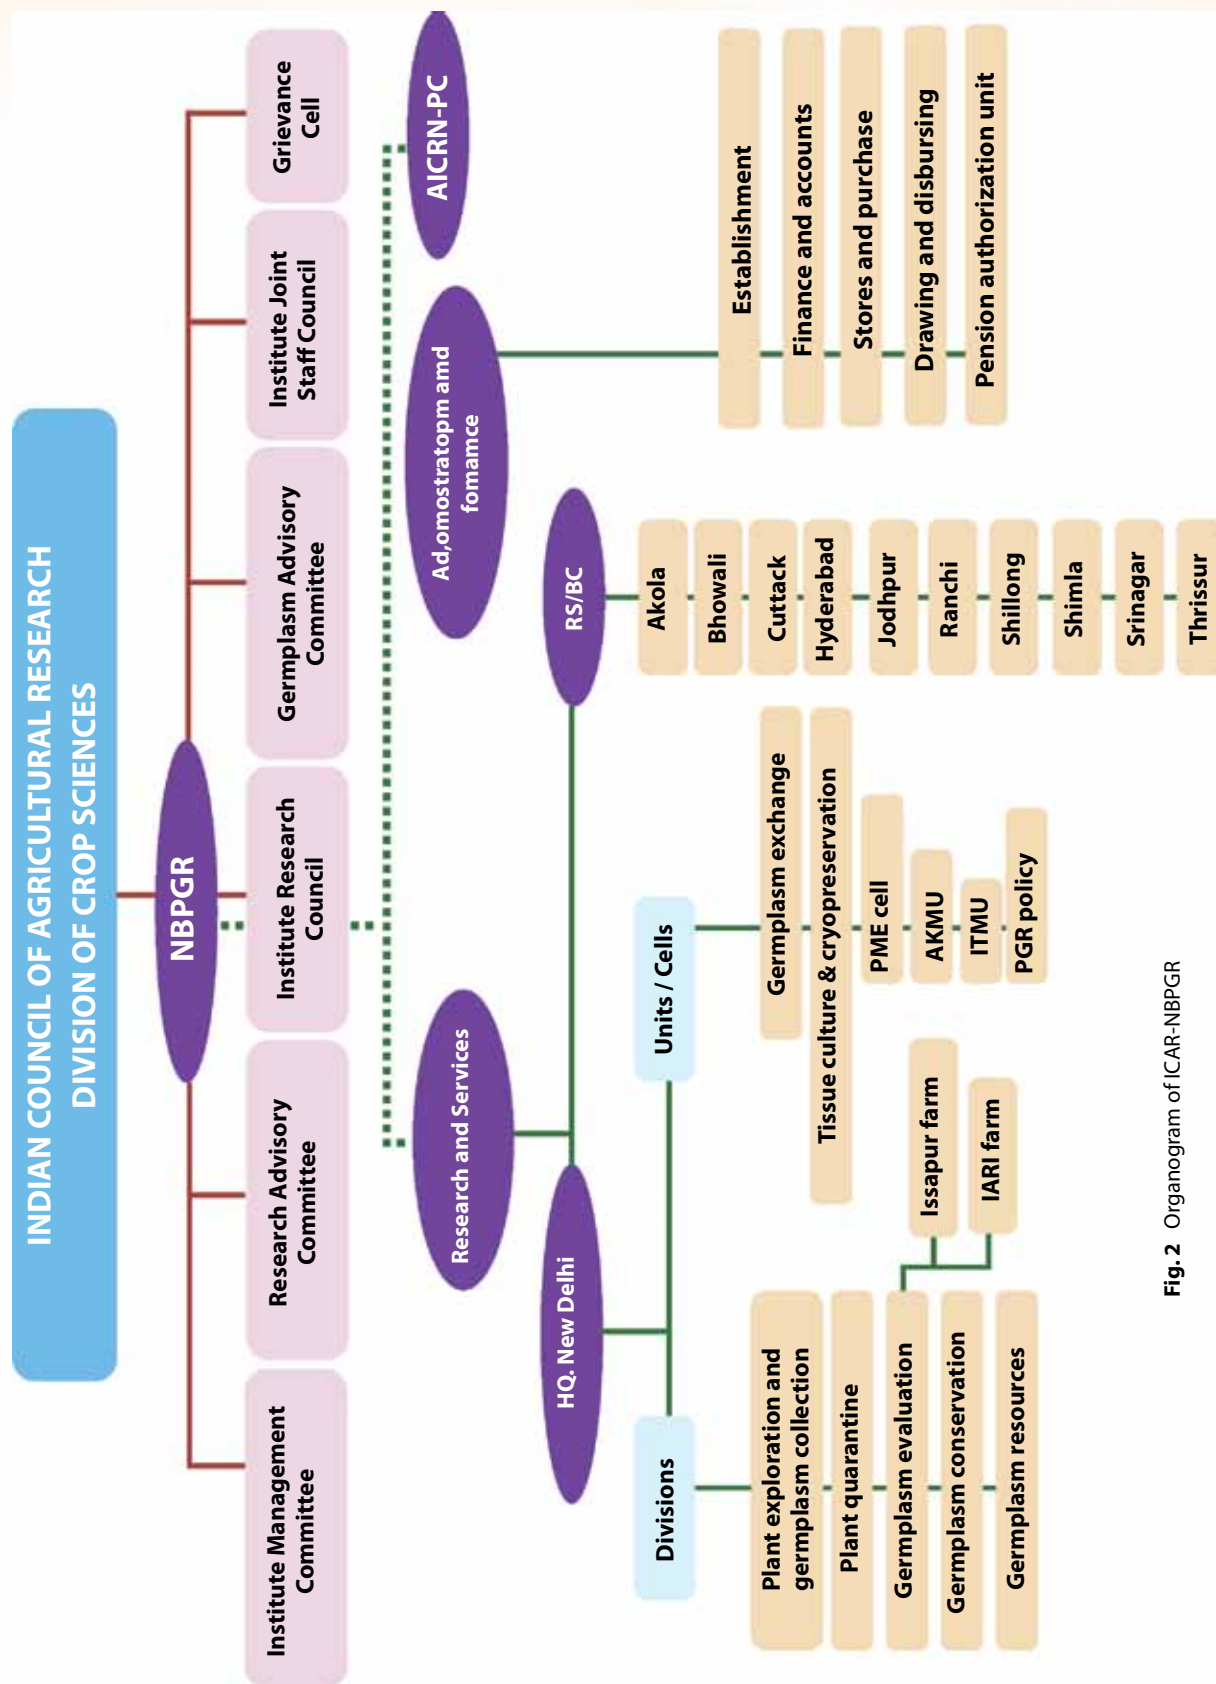 INDIAN COUNCIL OF AGRICULTURAL RESEARCH
DIVISION OF CROP SCIENCES
NBPGR
Institute Management
Committee
Research Advisory
Committee
Institute Research
Council
Germplasm Advisory
Committee
Institute Joint
Staff Council
Grievance
Cell
Research and Services
Ad,omostratopm amd
fomamce
AICRN-PC
HQ. New Delhi
RS/BC
Divisions
Units / Cells
Plant exploration and
germplasm collection
Plant quarantine
Germplasm evaluation
Germplasm conservation
Germplasm resources
Issapur farm
IARI farm
Germplasm exchange
Tissue culture & cryopreservation
PME cell
AKMU
ITMU
PGR policy
Akola
Bhowali
Cuttack
Hyderabad
Jodhpur
Ranchi
Shillong
Shimla
Srinagar
Thrissur
Establishment
Finance and accounts
Stores and purchase
Drawing and disbursing
Pension authorization unit
Fig. 2 Organogram of ICAR-NBPGR